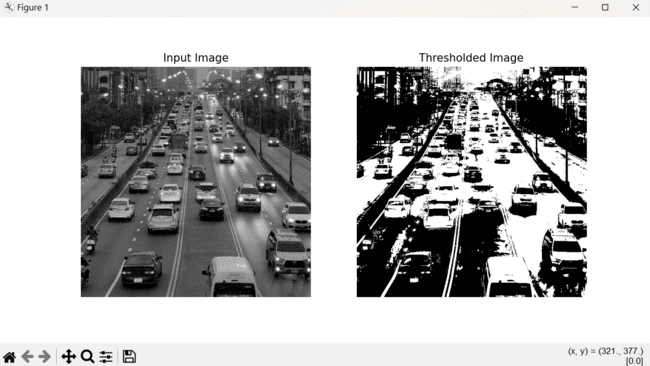 Figure 1
Input Image
Thresholded Image
(x, y) = (321., 377.)
[0.0]